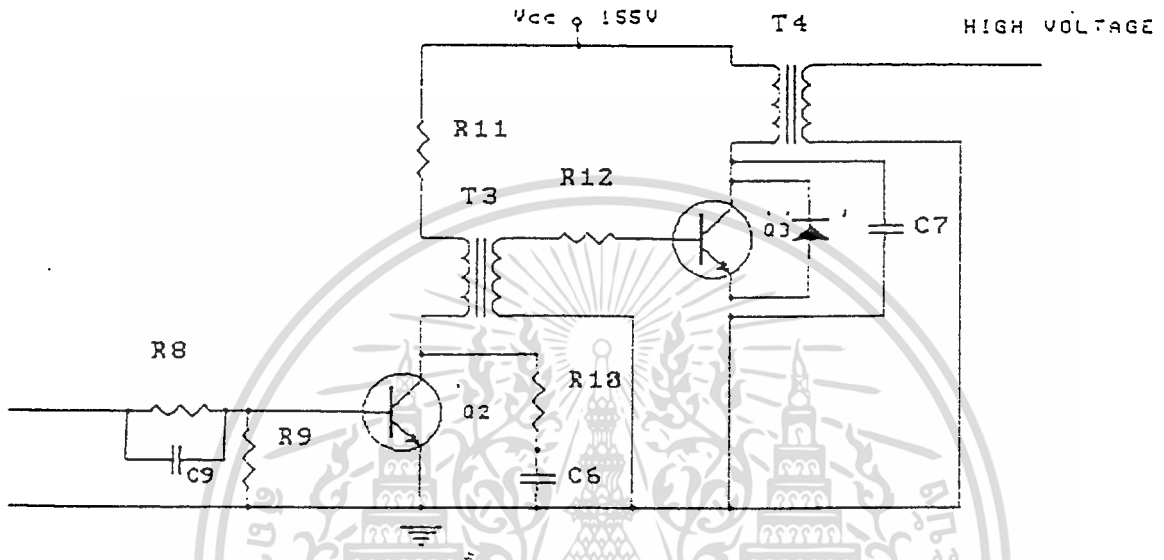 Vcc 155V
T4
HIGH VOLTAGE
R11
R12
T3
Q3
C7
R8
R13
Q2
R9
C9
C6